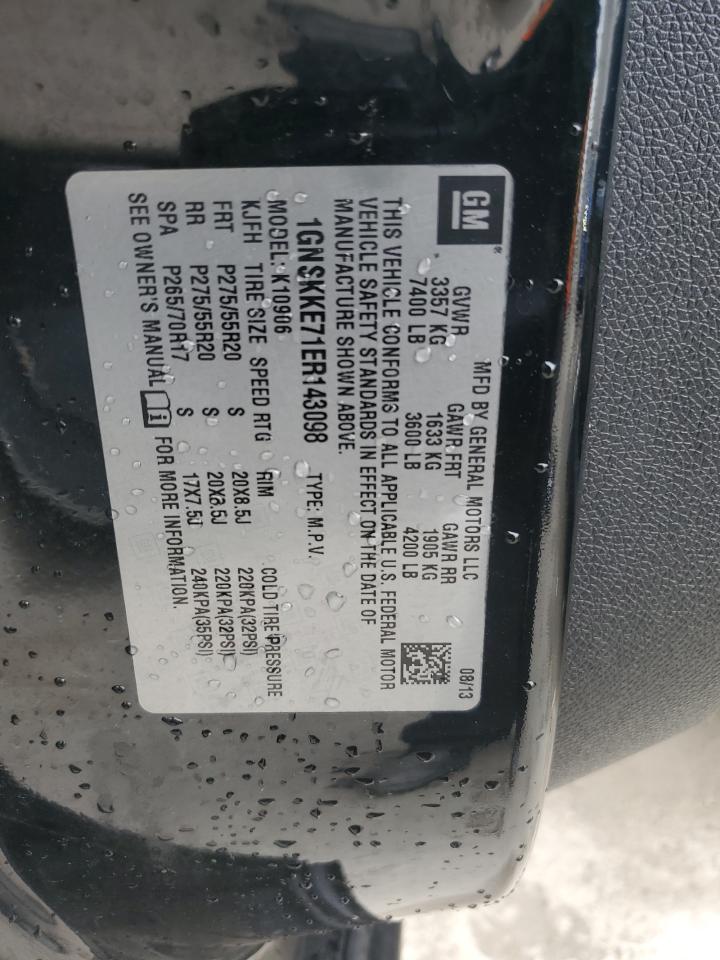 GM®
MFD BY GENERAL MOTORS LLC
08/13
GVWR GAWR FRT GAWR RR
3357 KG 1633 KG 1905 KG
7400 LB 3600 LB 4200 LB
THIS VEHICLE CONFORMS TO ALL APPLICABLE U.S. FEDERAL MOTOR
VEHICLE SAFETY STANDARDS IN EFFECT ON THE DATE OF
MANUFACTURE SHOWN ABOVE.
1GNSKKE71ER143098 TYPE: M.P.V.
MODEL: K10906
KJFH TIRE SIZE SPEED RTG RIM COLD TIRE PRESSURE
FRT P275/55R20 S 20X8.5J 220KPA(32PSI)
RR P275/55R20 S 20X8.5J 220KPA(32PSI)
SPA P265/70R17 S 17X7.5J 240KPA(35PSI)
SEE OWNER'S MANUAL i FOR MORE INFORMATION.